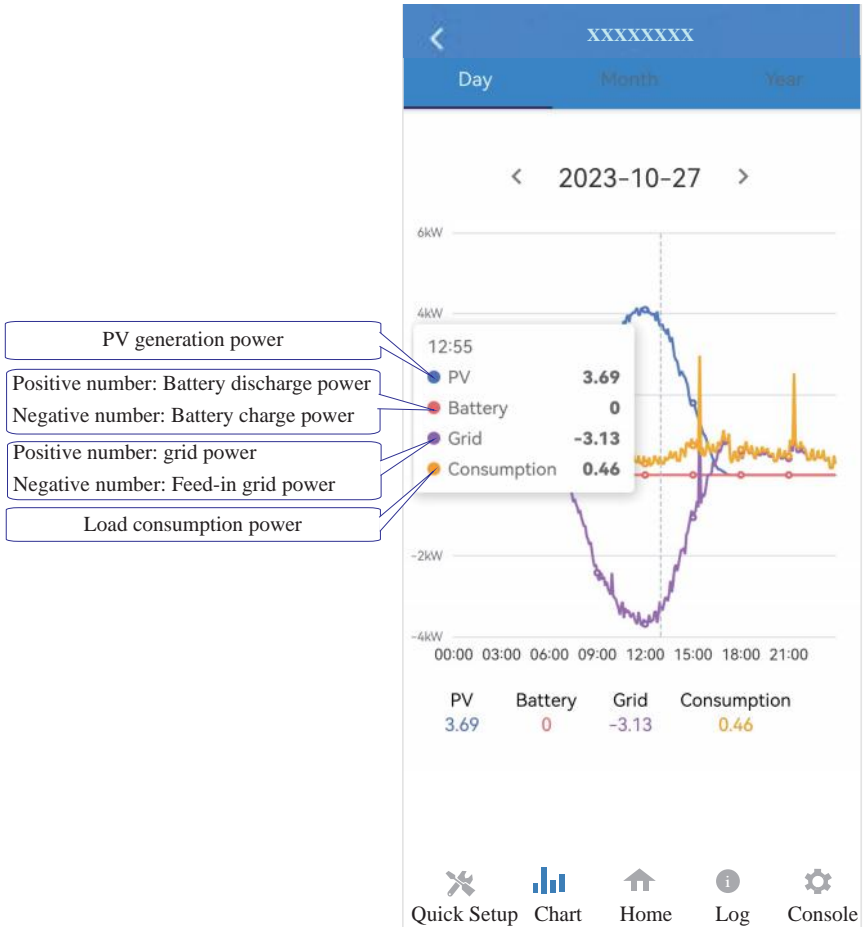 XXXXXXXX
Day Month Year
2023-10-27
6kW
4kW
PV generation power
12:55
PV 3.69
Positive number: Battery discharge power
Negative number: Battery charge power
Battery 0
Positive number: grid power
Negative number: Feed-in grid power
Grid -3.13
Consumption 0.46
Load consumption power
-2kW
-4kW
00:00 03:00 06:00 09:00 12:00 15:00 18:00 21:00
PV Battery Grid Consumption
3.69 0 -3.13 0.46
i
Quick Setup Chart Home Log Console